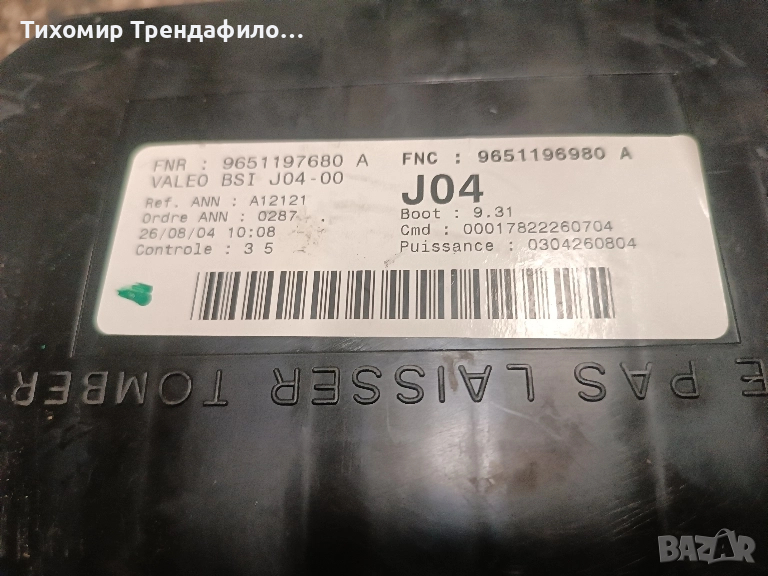 Тихомир Трендафило...
FNR : 9651197680 A
FNC : 9651196980 A
VALEO BSI J04-00
J04
Ref. ANN : A12121
Boot : 9.31
Ordre ANN : 0287
Cmd : 00017822260704
26/08/04 10:08
Puissance : 0304260804
Controle : 3 5
E PAS LAISSER TOMBER
BAZAR